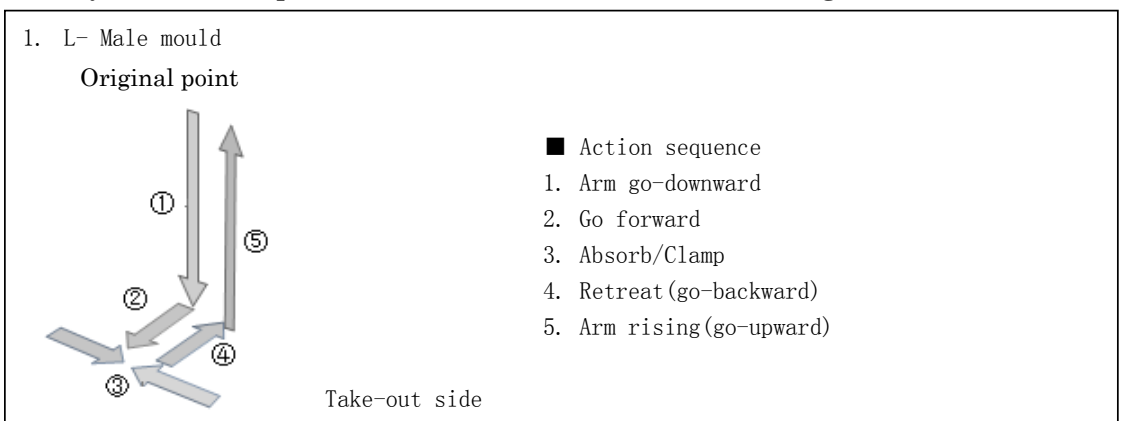 1. L- Male mould
Original point
■ Action sequence
1. Arm go-downward
2. Go forward
3. Absorb/Clamp
4. Retreat(go-backward)
5. Arm rising(go-upward)
①
⑤
②
④
③
Take-out side